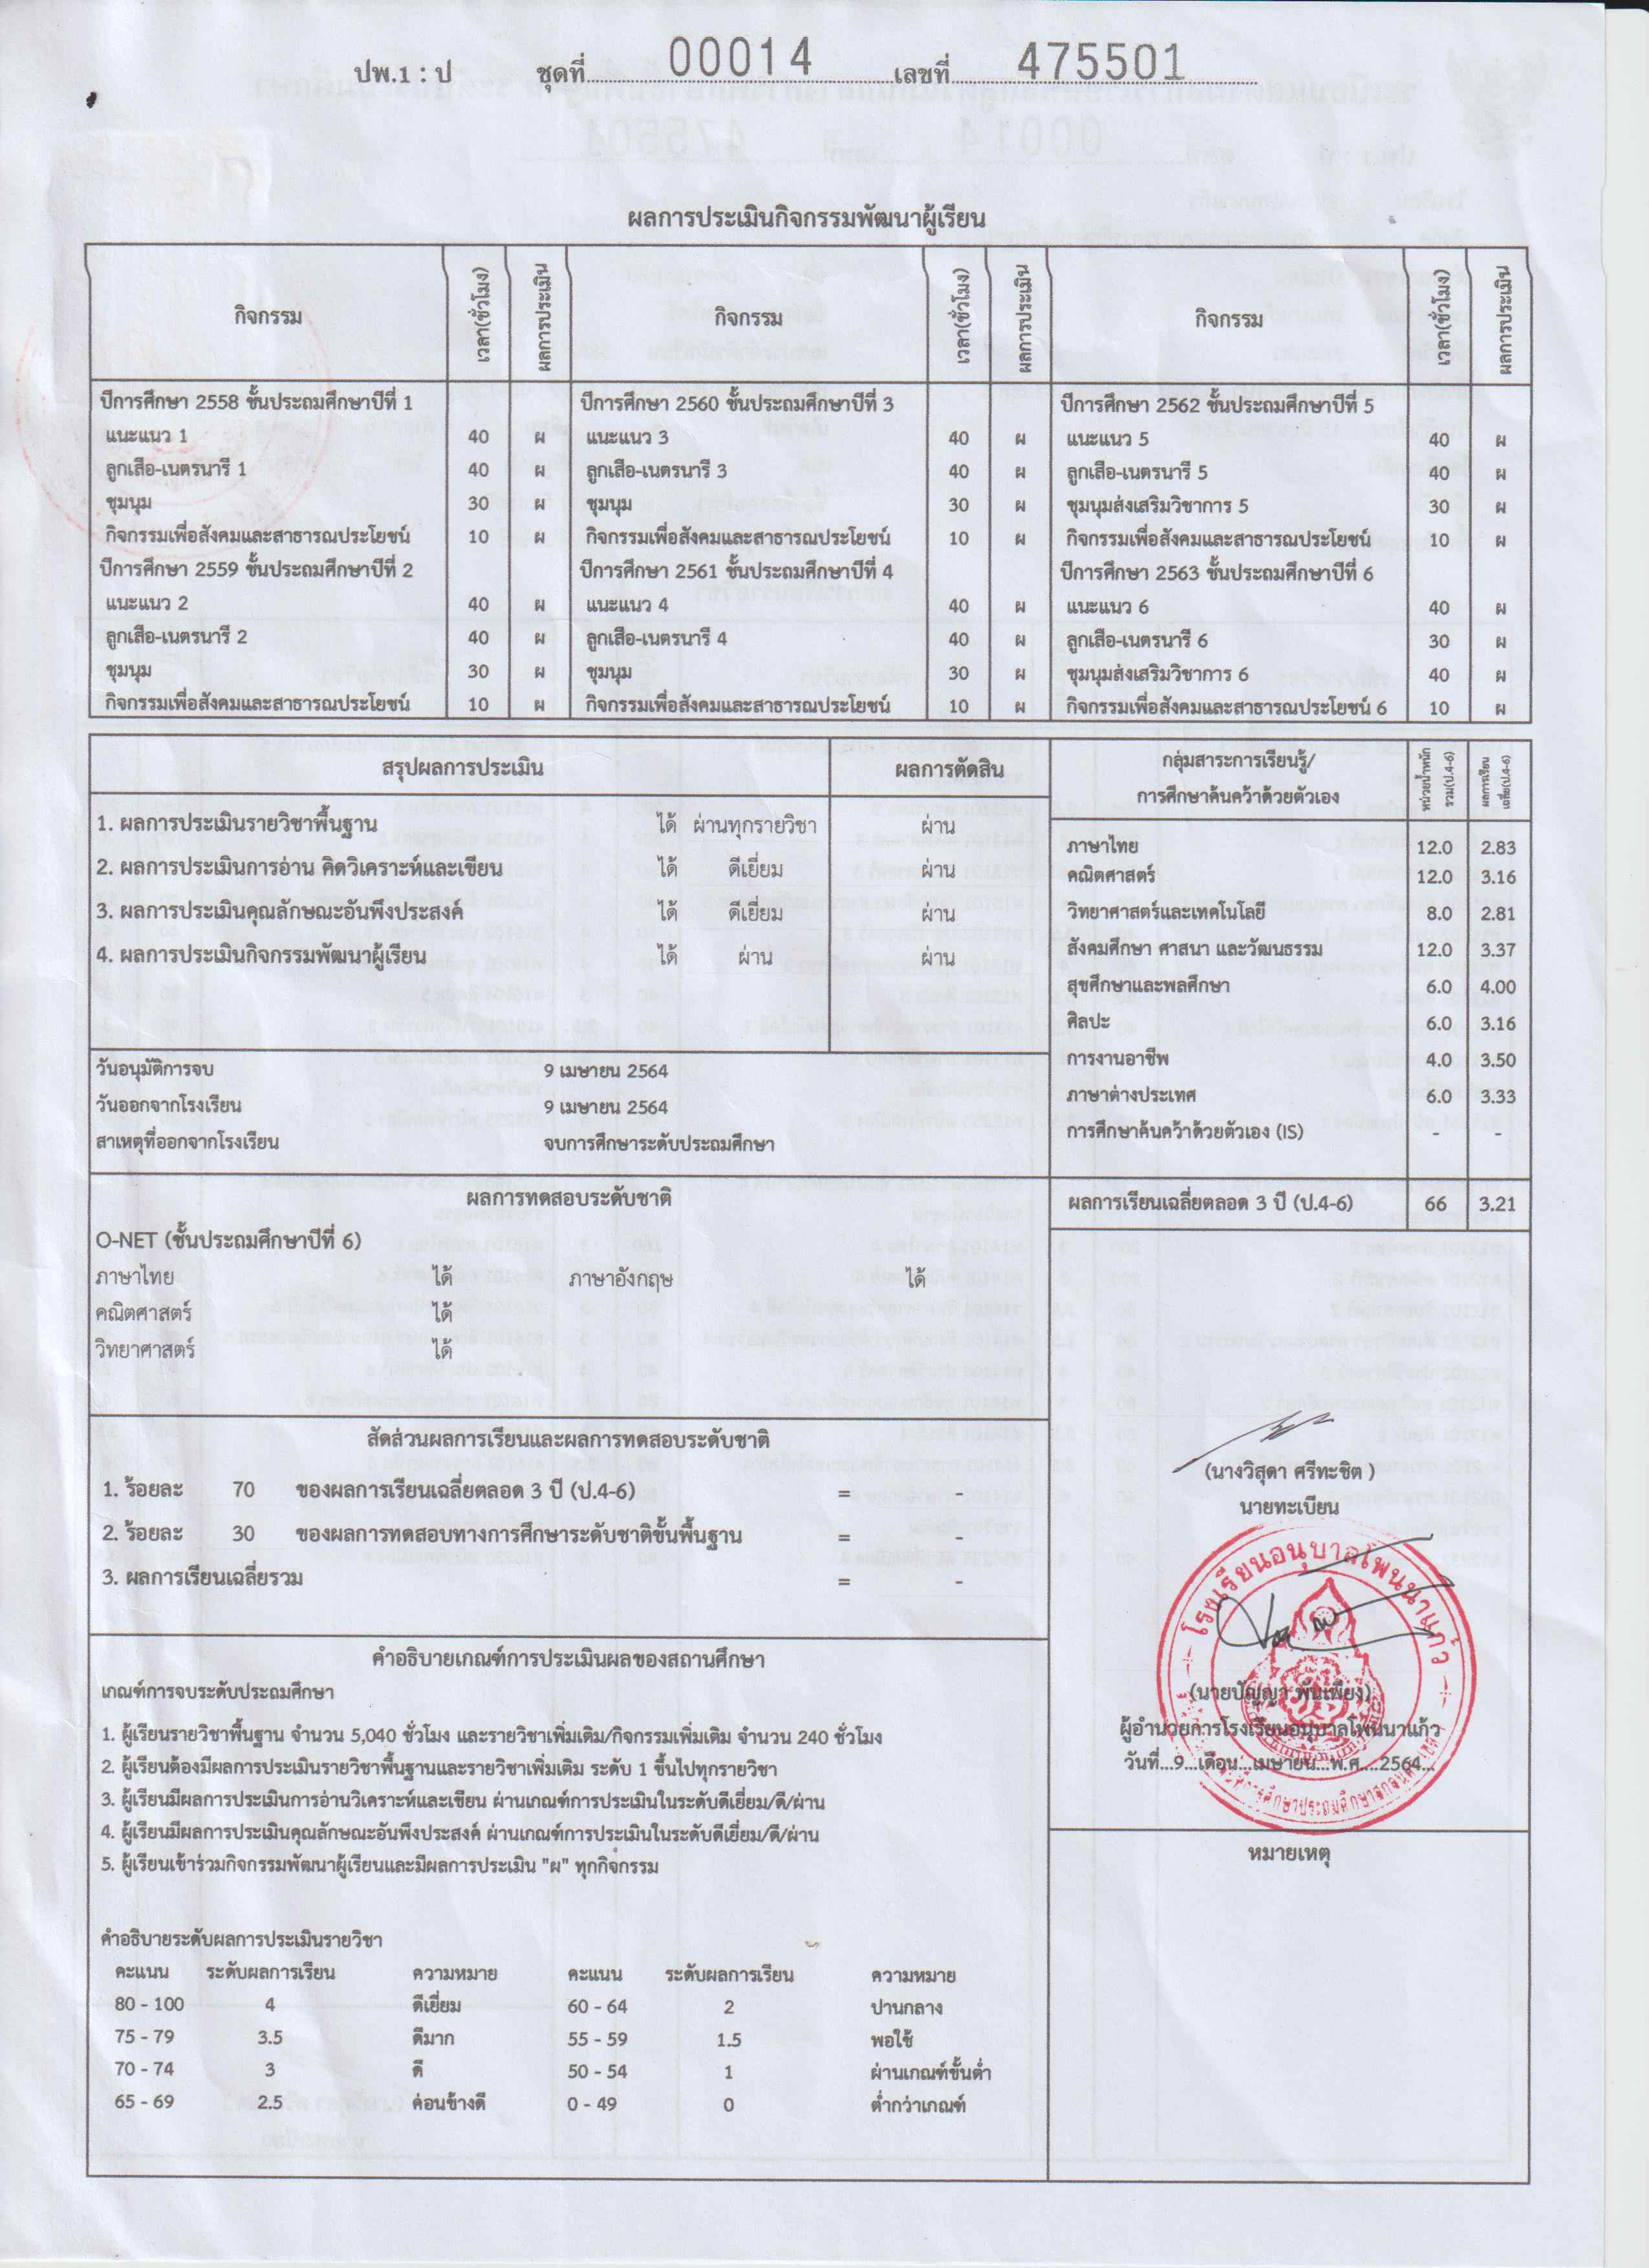 ปพ.1 : ป ชุดที่ 00014 เลขที่ 475501
ผลการประเมินกิจกรรมพัฒนาผู้เรียน
กิจกรรม เวลา(ชั่วโมง) ผลการประเมิน กิจกรรม เวลา(ชั่วโมง) ผลการประเมิน กิจกรรม เวลา(ชั่วโมง) ผลการประเมิน
ปีการศึกษา 2558 ชั้นประถมศึกษาปีที่ 1 ปีการศึกษา 2560 ชั้นประถมศึกษาปีที่ 3 ปีการศึกษา 2562 ชั้นประถมศึกษาปีที่ 5
แนะแนว 1 40 ผ แนะแนว 3 40 ผ แนะแนว 5 40 ผ
ลูกเสือ-เนตรนารี 1 40 ผ ลูกเสือ-เนตรนารี 3 40 ผ ลูกเสือ-เนตรนารี 5 40 ผ
ชุมนุม 30 ผ ชุมนุม 30 ผ ชุมนุมส่งเสริมวิชาการ 5 30 ผ
กิจกรรมเพื่อสังคมและสาธารณประโยชน์ 10 ผ กิจกรรมเพื่อสังคมและสาธารณประโยชน์ 10 ผ กิจกรรมเพื่อสังคมและสาธารณประโยชน์ 10 ผ
ปีการศึกษา 2559 ชั้นประถมศึกษาปีที่ 2 ปีการศึกษา 2561 ชั้นประถมศึกษาปีที่ 4 ปีการศึกษา 2563 ชั้นประถมศึกษาปีที่ 6
แนะแนว 2 40 ผ แนะแนว 4 40 ผ แนะแนว 6 40 ผ
ลูกเสือ-เนตรนารี 2 40 ผ ลูกเสือ-เนตรนารี 4 40 ผ ลูกเสือ-เนตรนารี 6 30 ผ
ชุมนุม 30 ผ ชุมนุม 30 ผ ชุมนุมส่งเสริมวิชาการ 6 40 ผ
กิจกรรมเพื่อสังคมและสาธารณประโยชน์ 10 ผ กิจกรรมเพื่อสังคมและสาธารณประโยชน์ 10 ผ กิจกรรมเพื่อสังคมและสาธารณประโยชน์ 6 10 ผ
สรุปผลการประเมิน ผลการตัดสิน
1. ผลการประเมินรายวิชาพื้นฐาน ได้ ผ่านทุกรายวิชา ผ่าน
2. ผลการประเมินการอ่าน คิดวิเคราะห์และเขียน ได้ ดีเยี่ยม ผ่าน
3. ผลการประเมินคุณลักษณะอันพึงประสงค์ ได้ ดีเยี่ยม ผ่าน
4. ผลการประเมินกิจกรรมพัฒนาผู้เรียน ได้ ผ่าน ผ่าน
วันอนุมัติการจบ 9 เมษายน 2564
วันออกจากโรงเรียน 9 เมษายน 2564
สาเหตุที่ออกจากโรงเรียน จบการศึกษาระดับประถมศึกษา
กลุ่มสาระการเรียนรู้/ หน่วยน้ำหนัก ผลการเรียน
การศึกษาค้นคว้าด้วยตัวเอง รวม(ป.4-6) เฉลี่ย(ป.4-6)
ภาษาไทย 12.0 2.83
คณิตศาสตร์ 12.0 3.16
วิทยาศาสตร์และเทคโนโลยี 8.0 2.81
สังคมศึกษา ศาสนา และวัฒนธรรม 12.0 3.37
สุขศึกษาและพลศึกษา 6.0 4.00
ศิลปะ 6.0 3.16
การงานอาชีพ 4.0 3.50
ภาษาต่างประเทศ 6.0 3.33
การศึกษาค้นคว้าด้วยตัวเอง (IS) - -
ผลการเรียนเฉลี่ยตลอด 3 ปี (ป.4-6) 66 3.21
ผลการทดสอบระดับชาติ
O-NET (ชั้นประถมศึกษาปีที่ 6)
ภาษาไทย ได้ ภาษาอังกฤษ ได้
คณิตศาสตร์ ได้
วิทยาศาสตร์ ได้
สัดส่วนผลการเรียนและผลการทดสอบระดับชาติ
1. ร้อยละ 70 ของผลการเรียนเฉลี่ยตลอด 3 ปี (ป.4-6) = -
2. ร้อยละ 30 ของผลการทดสอบทางการศึกษาระดับชาติขั้นพื้นฐาน = -
3. ผลการเรียนเฉลี่ยรวม = -
(นางวิสุดา ศรีทะชิต )
นายทะเบียน
โรงเรียนอนุบาลโพนนาแก้ว
(นายปัญญา พันเพียง)
ผู้อำนวยการโรงเรียนอนุบาลโพนนาแก้ว
วันที่...9...เดือน...เมษายน...พ.ศ....2564...
หมายเหตุ
คำอธิบายเกณฑ์การประเมินผลของสถานศึกษา
เกณฑ์การจบระดับประถมศึกษา
1. ผู้เรียนรายวิชาพื้นฐาน จำนวน 5,040 ชั่วโมง และรายวิชาเพิ่มเติม/กิจกรรมเพิ่มเติม จำนวน 240 ชั่วโมง
2. ผู้เรียนต้องมีผลการประเมินรายวิชาพื้นฐานและรายวิชาเพิ่มเติม ระดับ 1 ขึ้นไปทุกรายวิชา
3. ผู้เรียนมีผลการประเมินการอ่านวิเคราะห์และเขียน ผ่านเกณฑ์การประเมินในระดับดีเยี่ยม/ดี/ผ่าน
4. ผู้เรียนมีผลการประเมินคุณลักษณะอันพึงประสงค์ ผ่านเกณฑ์การประเมินในระดับดีเยี่ยม/ดี/ผ่าน
5. ผู้เรียนเข้าร่วมกิจกรรมพัฒนาผู้เรียนและมีผลการประเมิน "ผ" ทุกกิจกรรม
คำอธิบายระดับผลการประเมินรายวิชา
คะแนน ระดับผลการเรียน ความหมาย คะแนน ระดับผลการเรียน ความหมาย
80 - 100 4 ดีเยี่ยม 60 - 64 2 ปานกลาง
75 - 79 3.5 ดีมาก 55 - 59 1.5 พอใช้
70 - 74 3 ดี 50 - 54 1 ผ่านเกณฑ์ขั้นต่ำ
65 - 69 2.5 ค่อนข้างดี 0 - 49 0 ต่ำกว่าเกณฑ์